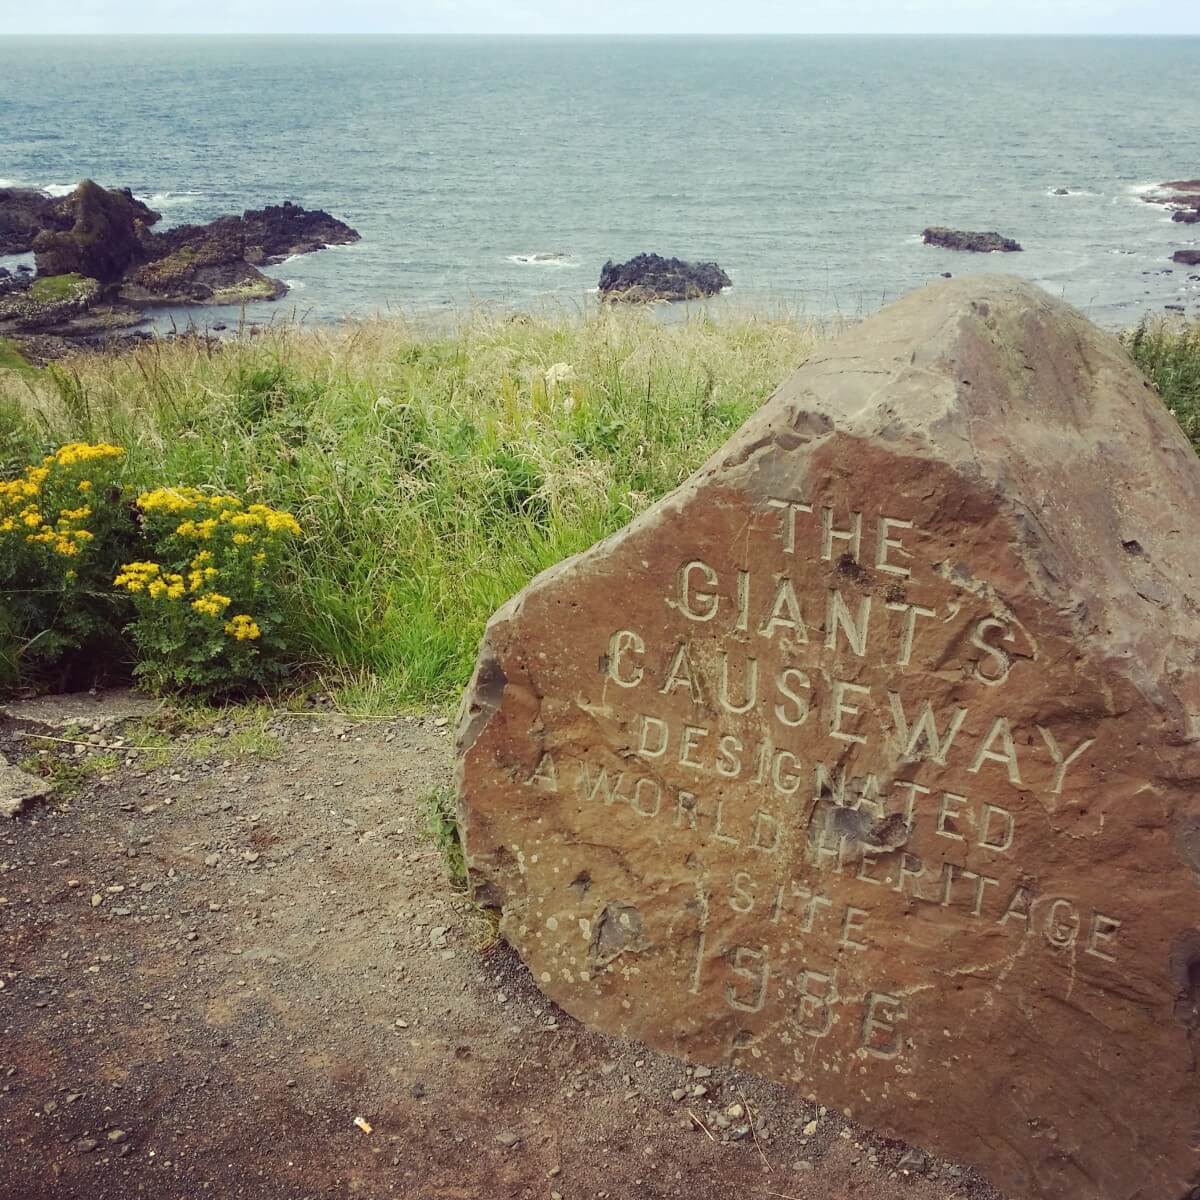 THE
GIANT'S
CAUSEWAY
DESIGNATED
A WORLD HERITAGE
SITE
1986